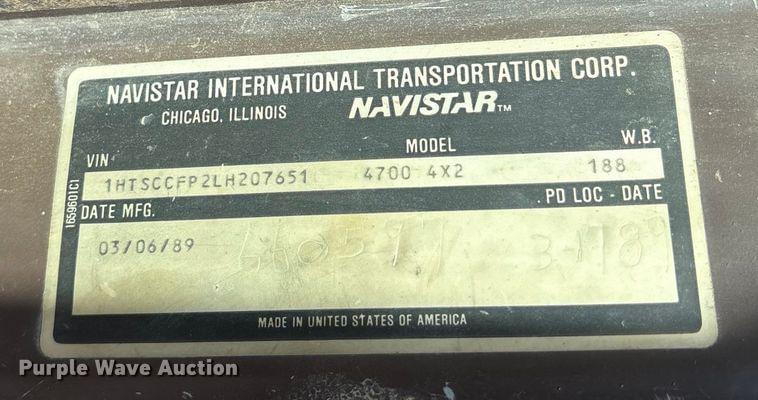 NAVISTAR INTERNATIONAL TRANSPORTATION CORP.
CHICAGO, ILLINOIS NAVISTAR™
VIN MODEL W.B.
1HTSCCFP2LH207651 4700 4X2 188
DATE MFG. PD LOC - DATE
03/06/89
MADE IN UNITED STATES OF AMERICA
1659601C1
Purple Wave Auction